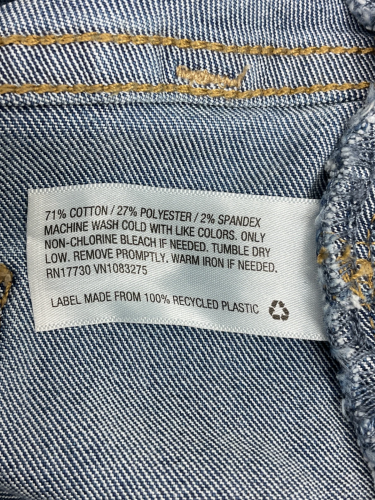 71% COTTON / 27% POLYESTER / 2% SPANDEX
MACHINE WASH COLD WITH LIKE COLORS. ONLY
NON-CHLORINE BLEACH IF NEEDED. TUMBLE DRY
LOW. REMOVE PROMPTLY. WARM IRON IF NEEDED.
RN17730 VN1083275
LABEL MADE FROM 100% RECYCLED PLASTIC